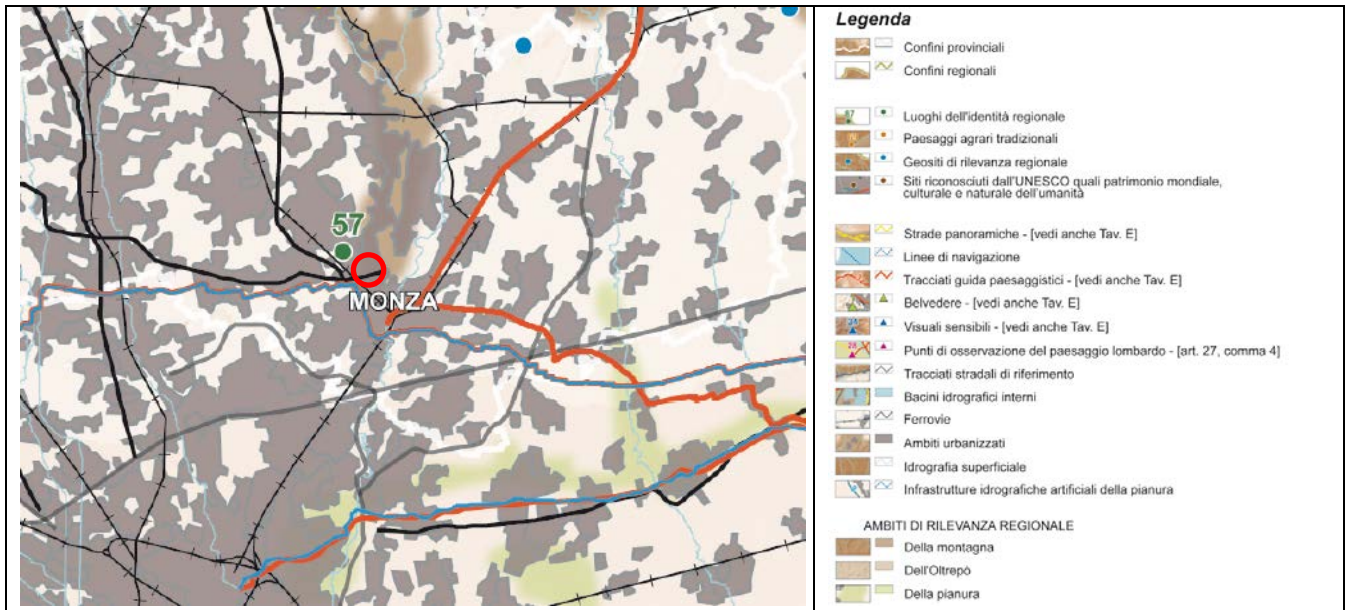 57
MONZA
Legenda
Confini provinciali
Confini regionali
Luoghi dell'identità regionale
Paesaggi agrari tradizionali
Geositi di rilevanza regionale
Siti riconosciuti dall'UNESCO quali patrimonio mondiale,
culturale e naturale dell'umanità
Strade panoramiche - [vedi anche Tav. E]
Linee di navigazione
Tracciati guida paesaggistici - [vedi anche Tav. E]
Belvedere - [vedi anche Tav. E]
Visuali sensibili - [vedi anche Tav. E]
Punti di osservazione del paesaggio lombardo - [art. 27, comma 4]
Tracciati stradali di riferimento
Bacini idrografici interni
Ferrovie
Ambiti urbanizzati
Idrografia superficiale
Infrastrutture idrografiche artificiali della pianura
AMBITI DI RILEVANZA REGIONALE
Della montagna
Dell'Oltrepò
Della pianura